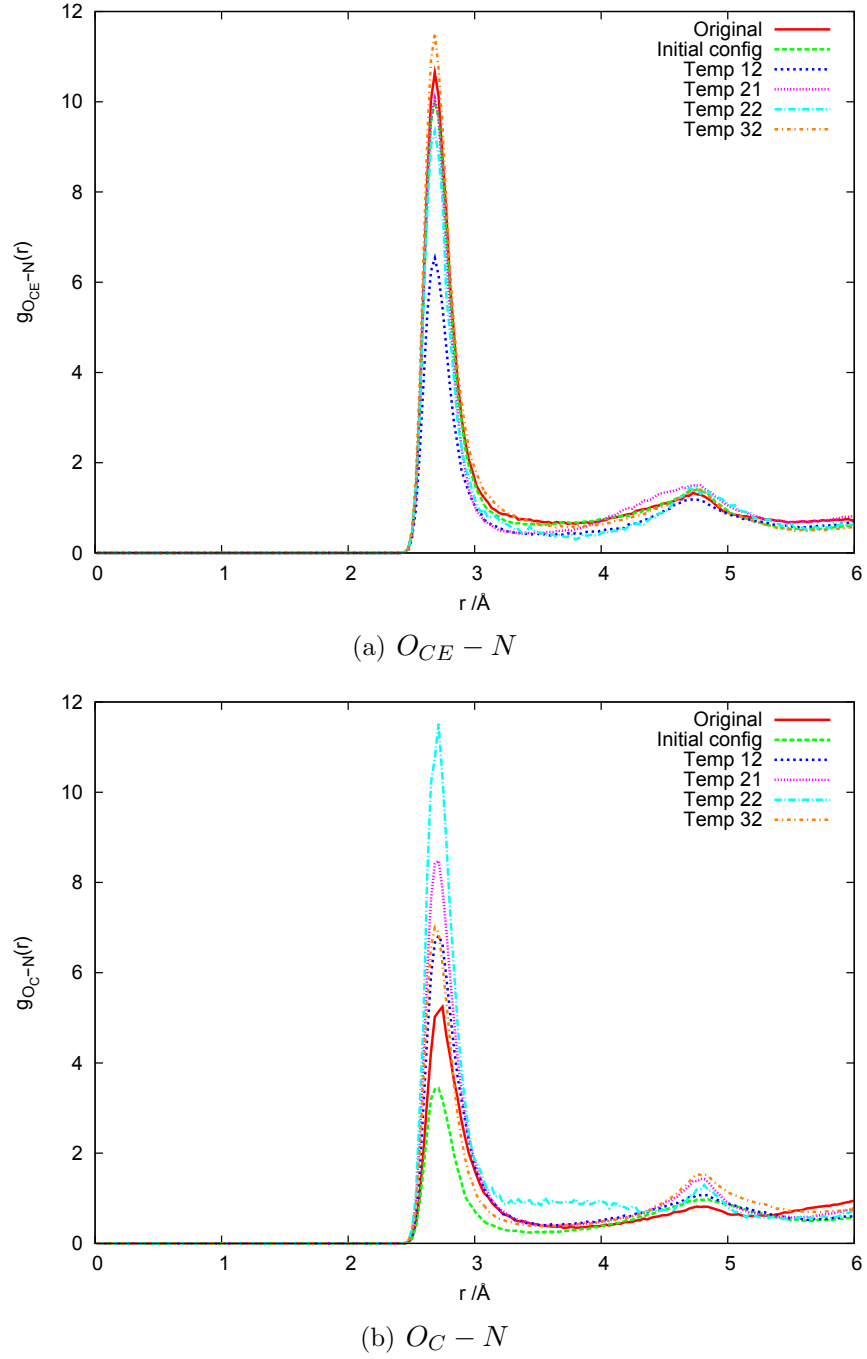 12
10
8
6
4
2
0
g_{O_{CE}−N}(r)
Original
Initial config
Temp 12
Temp 21
Temp 22
Temp 32
0 1 2 3 4 5 6
r /Å
(a) O_{CE} − N
12
10
8
6
4
2
0
g_{O_C−N}(r)
Original
Initial config
Temp 12
Temp 21
Temp 22
Temp 32
0 1 2 3 4 5 6
r /Å
(b) O_C − N